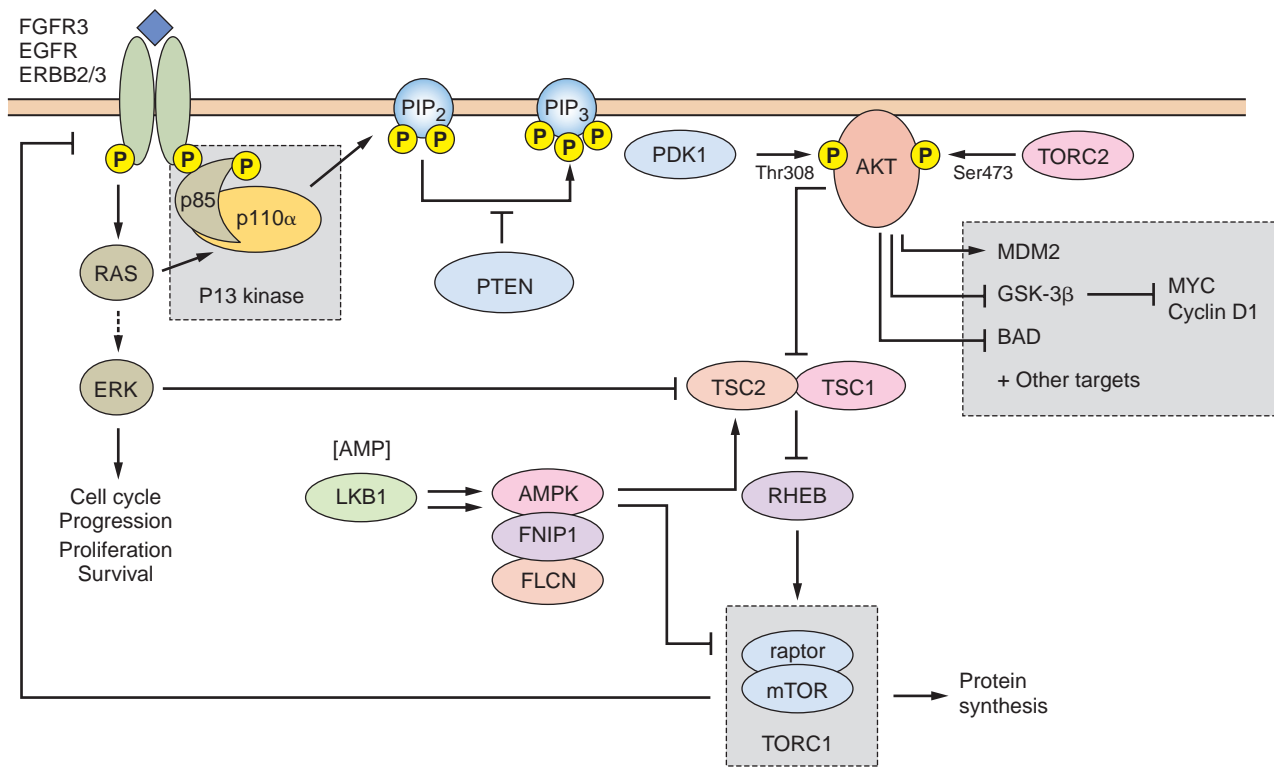 FGFR3
EGFR
ERBB2/3
PIP2
PIP3
P
P
P
P
P
P
P
P
P
P
PDK1
Thr308
AKT
Ser473
TORC2
p85
p110α
P13 kinase
RAS
PTEN
MDM2
GSK-3β
MYC
Cyclin D1
BAD
+ Other targets
ERK
TSC2
TSC1
[AMP]
LKB1
AMPK
FNIP1
FLCN
RHEB
Cell cycle
Progression
Proliferation
Survival
raptor
mTOR
TORC1
Protein
synthesis